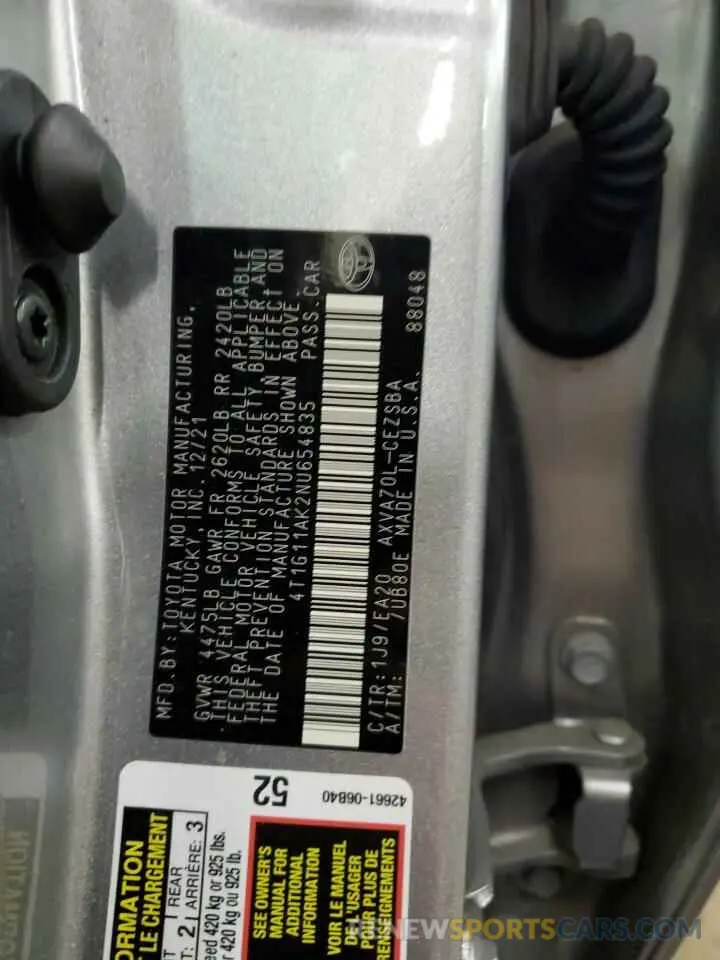 MFD.BY:TOYOTA MOTOR MANUFACTURING,
KENTUCKY, INC. 12/21
GVWR 4475LB GAWR FR 2620LB RR 2420LB
THIS VEHICLE CONFORMS TO ALL APPLICABLE
FEDERAL MOTOR VEHICLE SAFETY BUMPER AND
THEFT PREVENTION STANDARDS IN EFFECT ON
THE DATE OF MANUFACTURE SHOWN ABOVE.
4T1G11AK2NU654835 PASS.CAR
C/TR:1J9/EA20 AXVA70L-CEZSBA
A/TM: 7UB80E MADE IN U.S.A. 88048
52
42661-06B40
ORMATION
T LE CHARGEMENT
T: 2 REAR
ARRIÈRE: 3
eed 420 kg or 925 lbs.
r 420 kg ou 925 lb.
SEE OWNER'S
MANUAL FOR
ADDITIONAL
INFORMATION
VOIR LE MANUEL
DE L'USAGER
POUR PLUS DE
RENSEIGNEMENTS
RENEWSPORTSCARS.COM